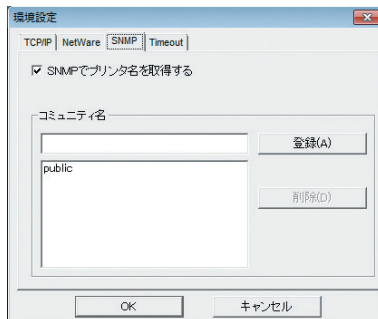 環境設定
TCP/IP NetWare SNMP Timeout
SNMPでプリンタ名を取得する
コミュニティ名
登録(A)
public
削除(D)
OK キャンセル